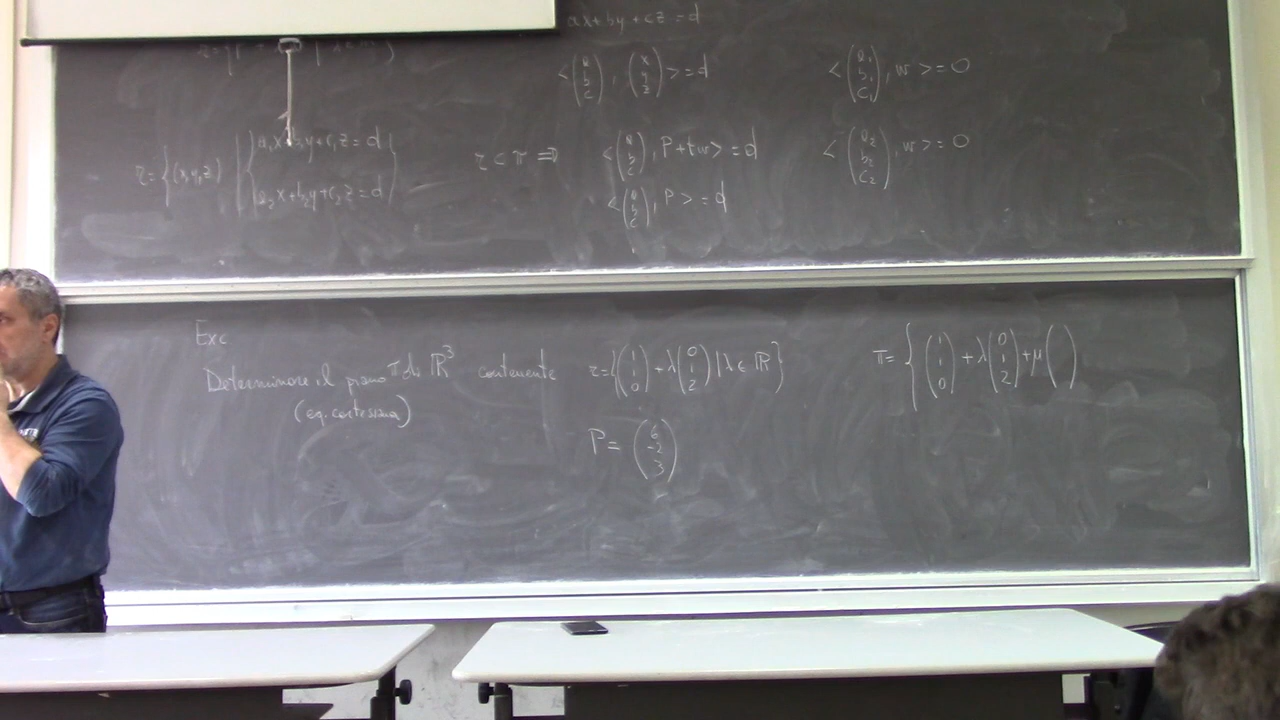 ax+by+cz=d
<(a b c), (x y z)>=d
<(a₁ b₁ c₁), w>=0
r={(x,y,z) | {a₁x+b₁y+c₁z=d
a₂x+b₂y+c₂z=d}
r⊂π ⇒ <(a b c), P+tw>=d
<(a b c), P>=d
<(a₂ b₂ c₂), w>=0
Exc
Determinare il piano π di ℝ³ contenente r={(1 1 0)+λ(0 1 2)|λ∈ℝ}
(eq. cartesiana)
P=(6 -2 3)
π={(1 1 0)+λ(0 1 2)+μ( )